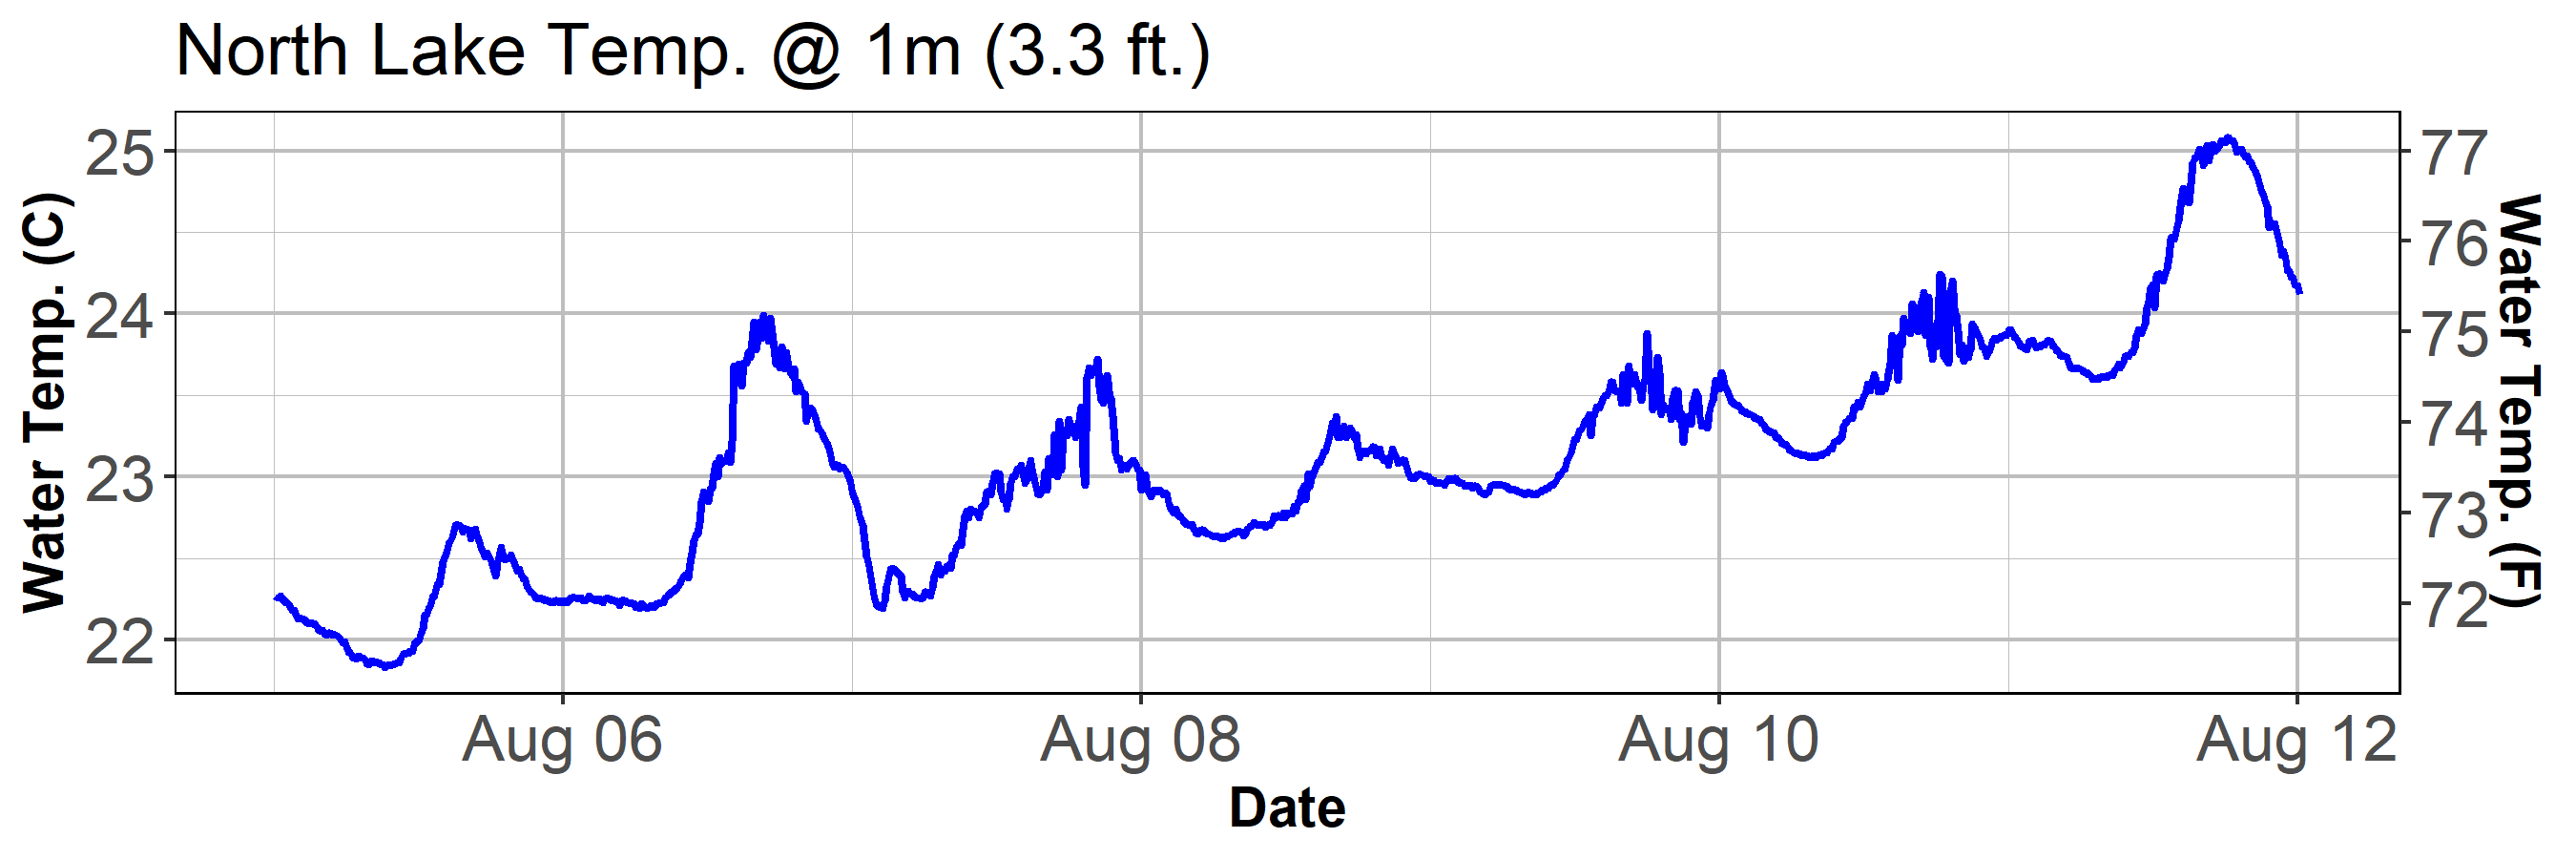 North Lake Temp. @ 1m (3.3 ft.)
Water Temp. (C)
25
24
23
22
77
76
75
74
73
72
Water Temp. (F)
Aug 06
Aug 08
Aug 10
Aug 12
Date